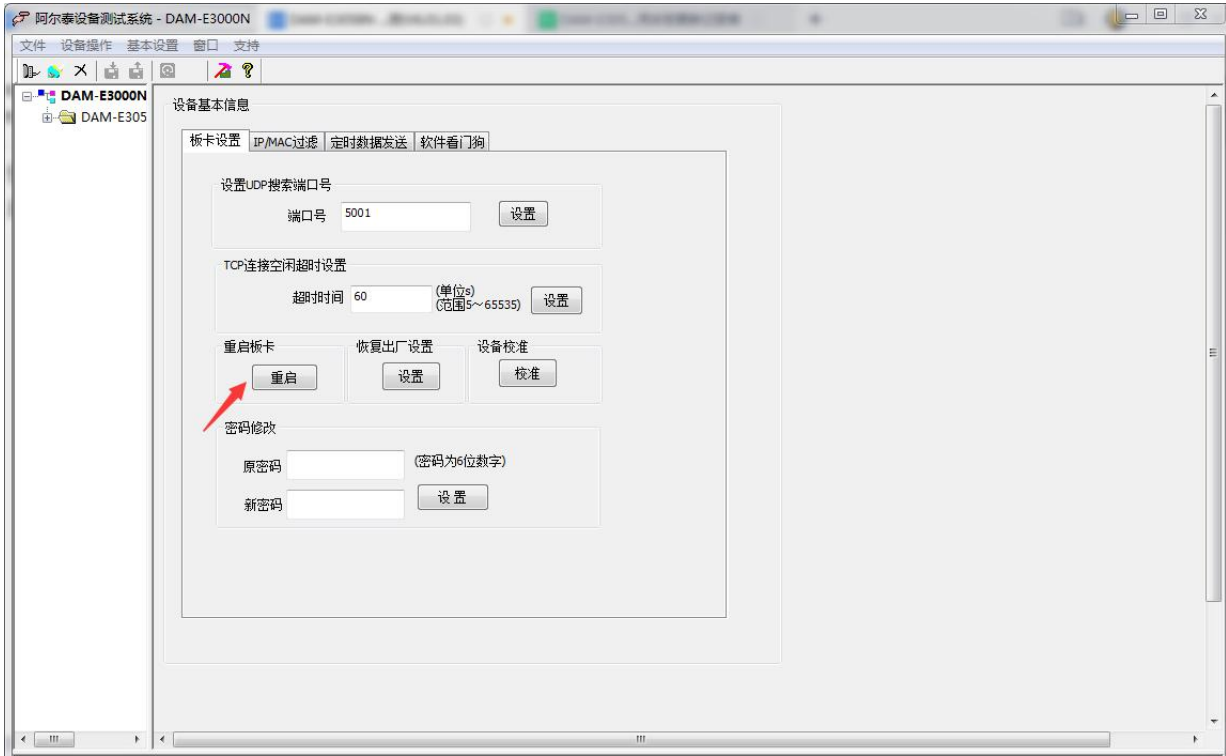 阿尔泰设备测试系统 - DAM-E3000N
文件 设备操作 基本设置 窗口 支持
DAM-E3000N
DAM-E305
设备基本信息
板卡设置 IP/MAC过滤 定时数据发送 软件看门狗
设置UDP搜索端口号
端口号 5001 设置
TCP连接空闲超时设置
超时时间 60 (单位s) (范围5～65535) 设置
重启板卡 恢复出厂设置 设备校准
重启 设置 校准
密码修改
原密码 (密码为6位数字)
新密码 设 置